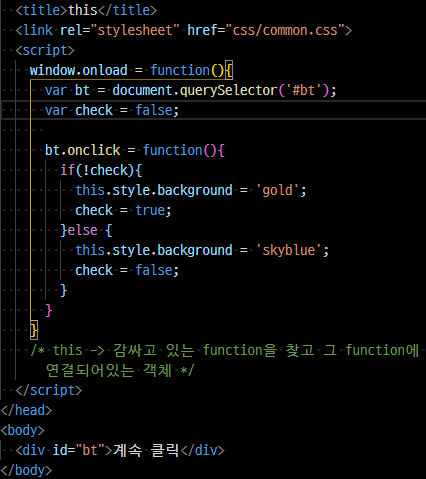 <title>this</title>
<link rel="stylesheet" href="css/common.css">
<script>
window.onload = function(){
var bt = document.querySelector('#bt');
var check = false;
bt.onclick = function(){
if(!check){
this.style.background = 'gold';
check = true;
}else {
this.style.background = 'skyblue';
check = false;
}
}
}
/* this -> 감싸고 있는 function을 찾고 그 function에
연결되어있는 객체 */
</script>
</head>
<body>
<div id="bt">계속 클릭</div>
</body>